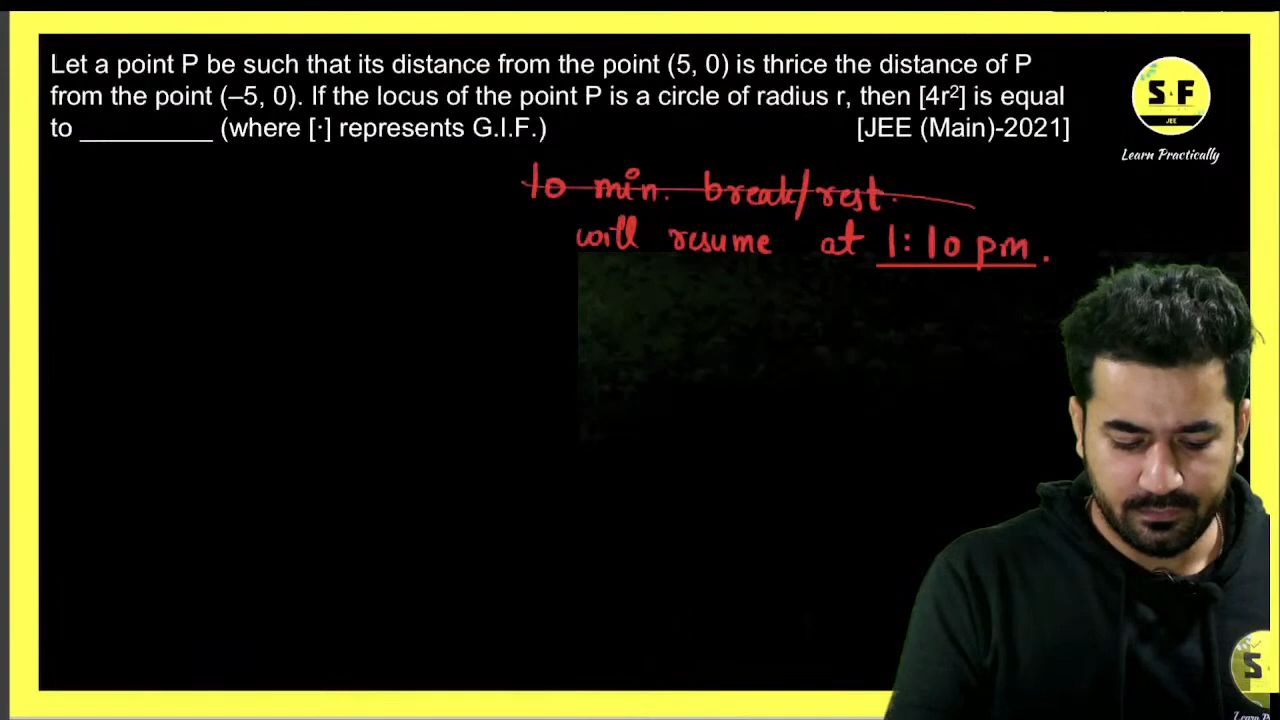 Let a point P be such that its distance from the point (5, 0) is thrice the distance of P
from the point (–5, 0). If the locus of the point P is a circle of radius r, then [4r²] is equal
to _________ (where [·] represents G.I.F.) [JEE (Main)-2021]
S F
JEE
Learn Practically
10 min. break/rest.
will resume at 1:10 pm.
S